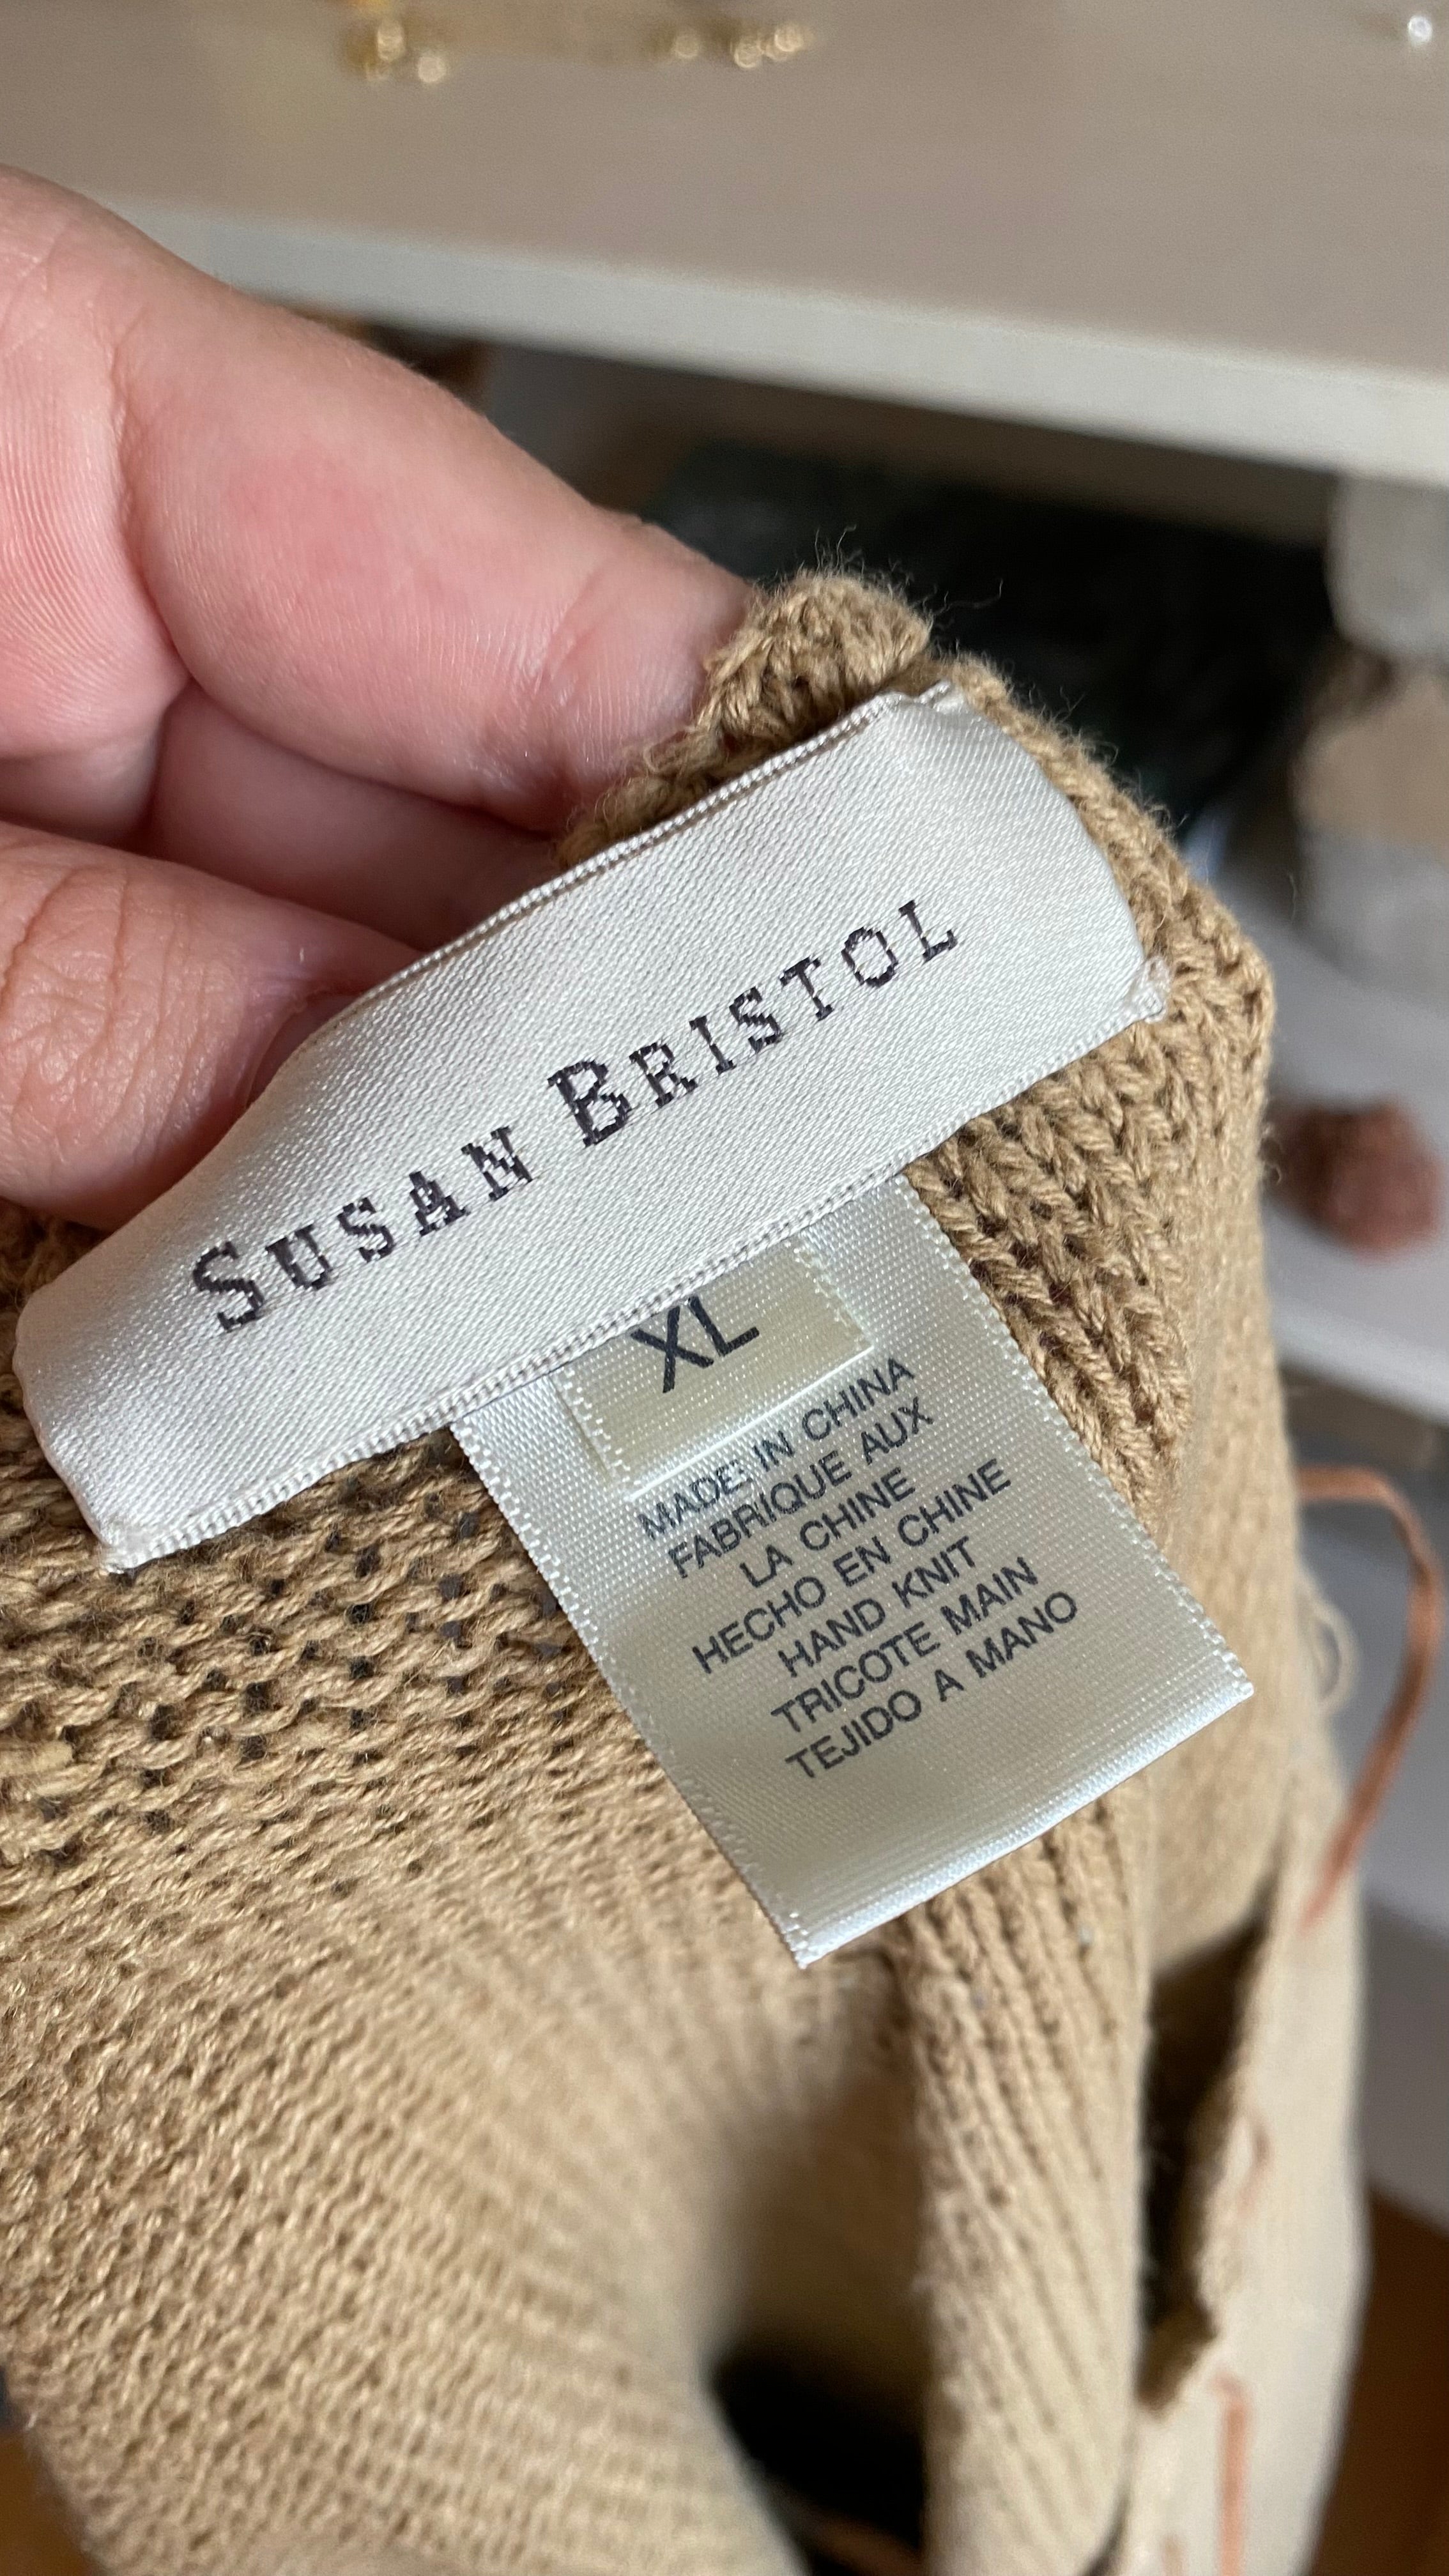 SUSAN BRISTOL
XL
MADE IN CHINA
FABRIQUE AUX
LA CHINE
HECHO EN CHINE
HAND KNIT
TRICOTE MAIN
TEJIDO A MANO